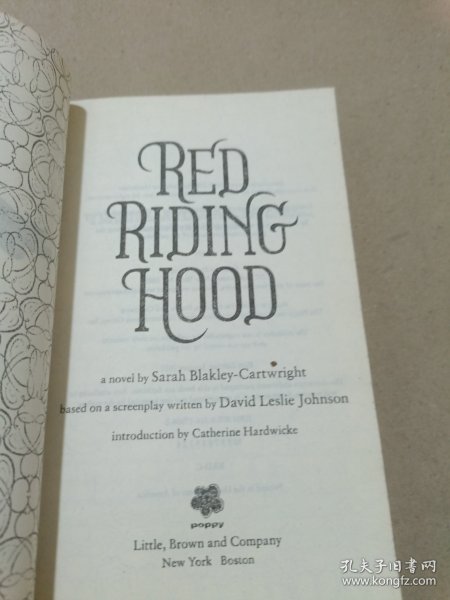 RED
RIDING
HOOD
a novel by Sarah Blakley-Cartwright
based on a screenplay written by David Leslie Johnson
introduction by Catherine Hardwicke
poppy
Little, Brown and Company
New York Boston
孔夫子旧书网
www.kongfz.com